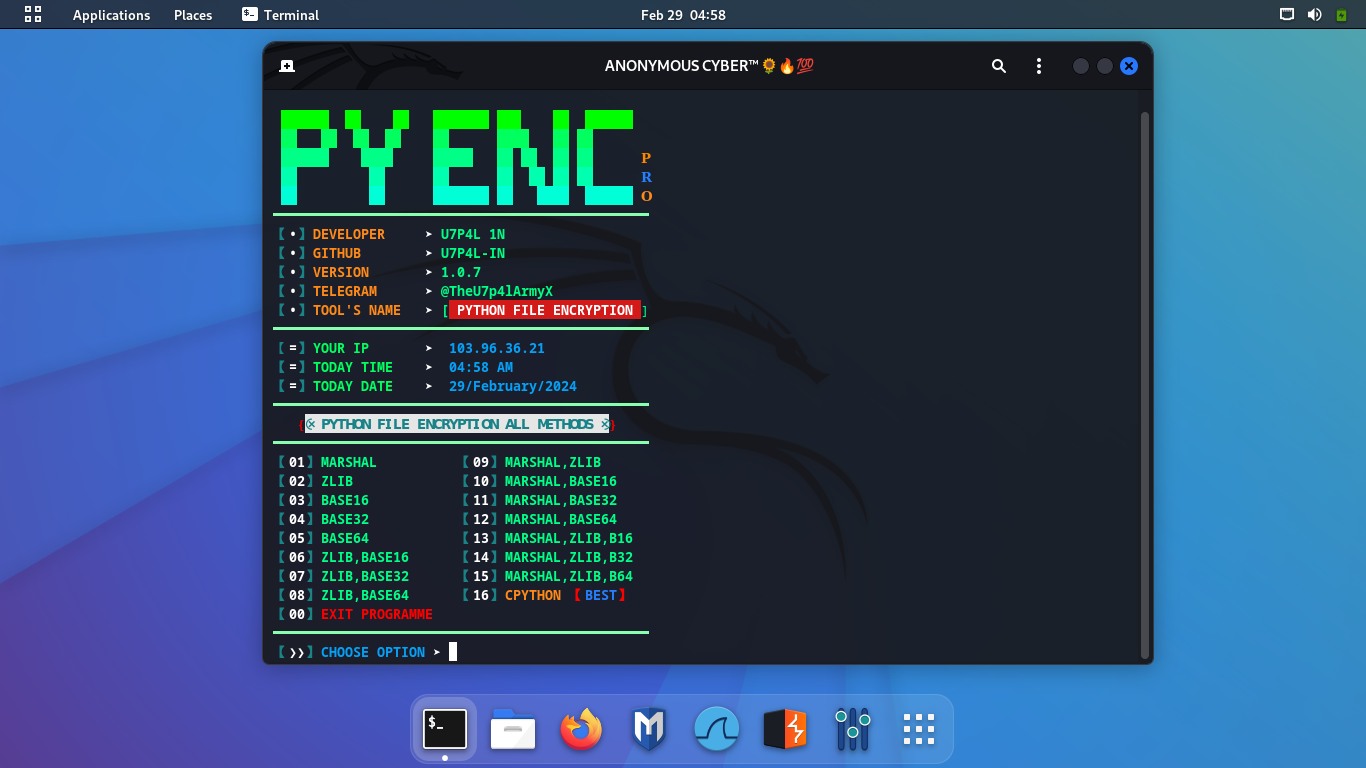 Applications Places Terminal Feb 29 04:58
ANONYMOUS CYBER™🌻🔥💯
PYENC
P
R
O
【•】DEVELOPER ➤ U7P4L 1N
【•】GITHUB ➤ U7P4L-IN
【•】VERSION ➤ 1.0.7
【•】TELEGRAM ➤ @TheU7p4lArmyX
【•】TOOL'S NAME ➤ [ PYTHON FILE ENCRYPTION ]
【=】YOUR IP ➤ 103.96.36.21
【=】TODAY TIME ➤ 04:58 AM
【=】TODAY DATE ➤ 29/February/2024
{※ PYTHON FILE ENCRYPTION ALL METHODS ※}
【01】MARSHAL 【09】MARSHAL,ZLIB
【02】ZLIB 【10】MARSHAL,BASE16
【03】BASE16 【11】MARSHAL,BASE32
【04】BASE32 【12】MARSHAL,BASE64
【05】BASE64 【13】MARSHAL,ZLIB,B16
【06】ZLIB,BASE16 【14】MARSHAL,ZLIB,B32
【07】ZLIB,BASE32 【15】MARSHAL,ZLIB,B64
【08】ZLIB,BASE64 【16】CPYTHON 【BEST】
【00】EXIT PROGRAMME
【❯❯】CHOOSE OPTION ➤
$_